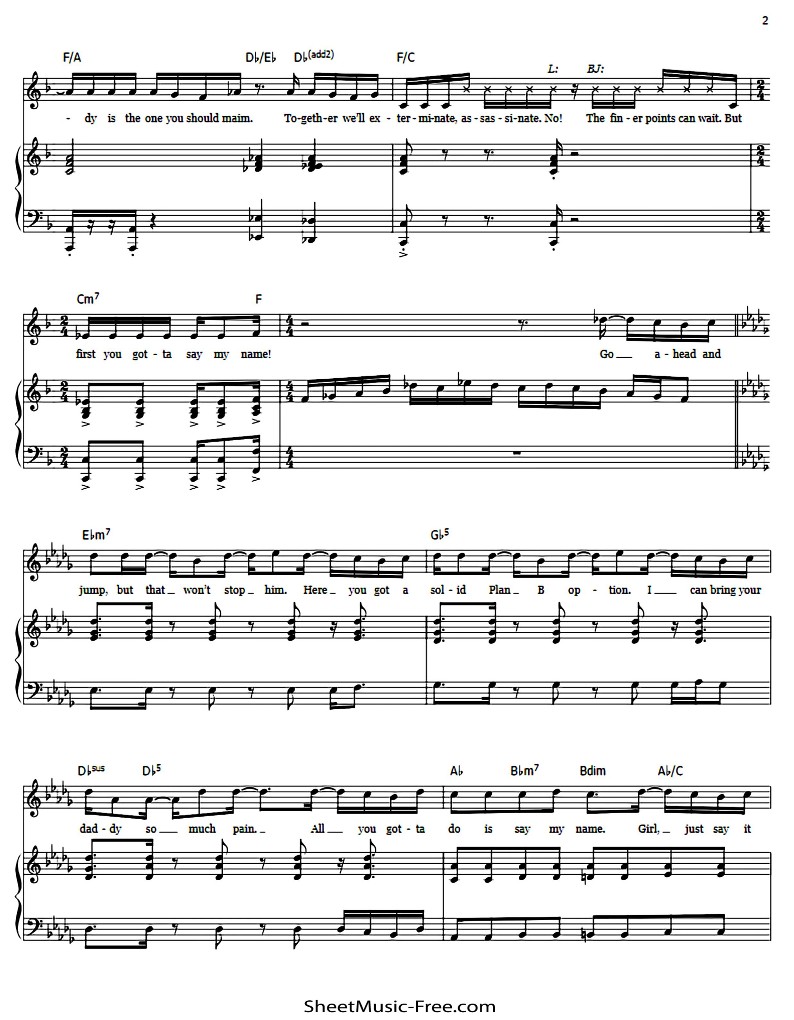 2
F/A D♭/E♭ D♭(add2) F/C
L: BJ:
- dy is the one you should maim. To-geth-er we'll ex - ter-mi-nate, as-sas-si-nate. No! The fin-er points can wait. But
Cm7 F
first you got-ta say my name! Go a-head and
E♭m7 G♭5
jump, but that won't stop him. Here you got a sol-id Plan B op - tion. I can bring your
D♭sus D♭5 A♭ B♭m7 Bdim A♭/C
dad-dy so much pain. All you got-ta do is say my name. Girl, just say it
SheetMusic-Free.com